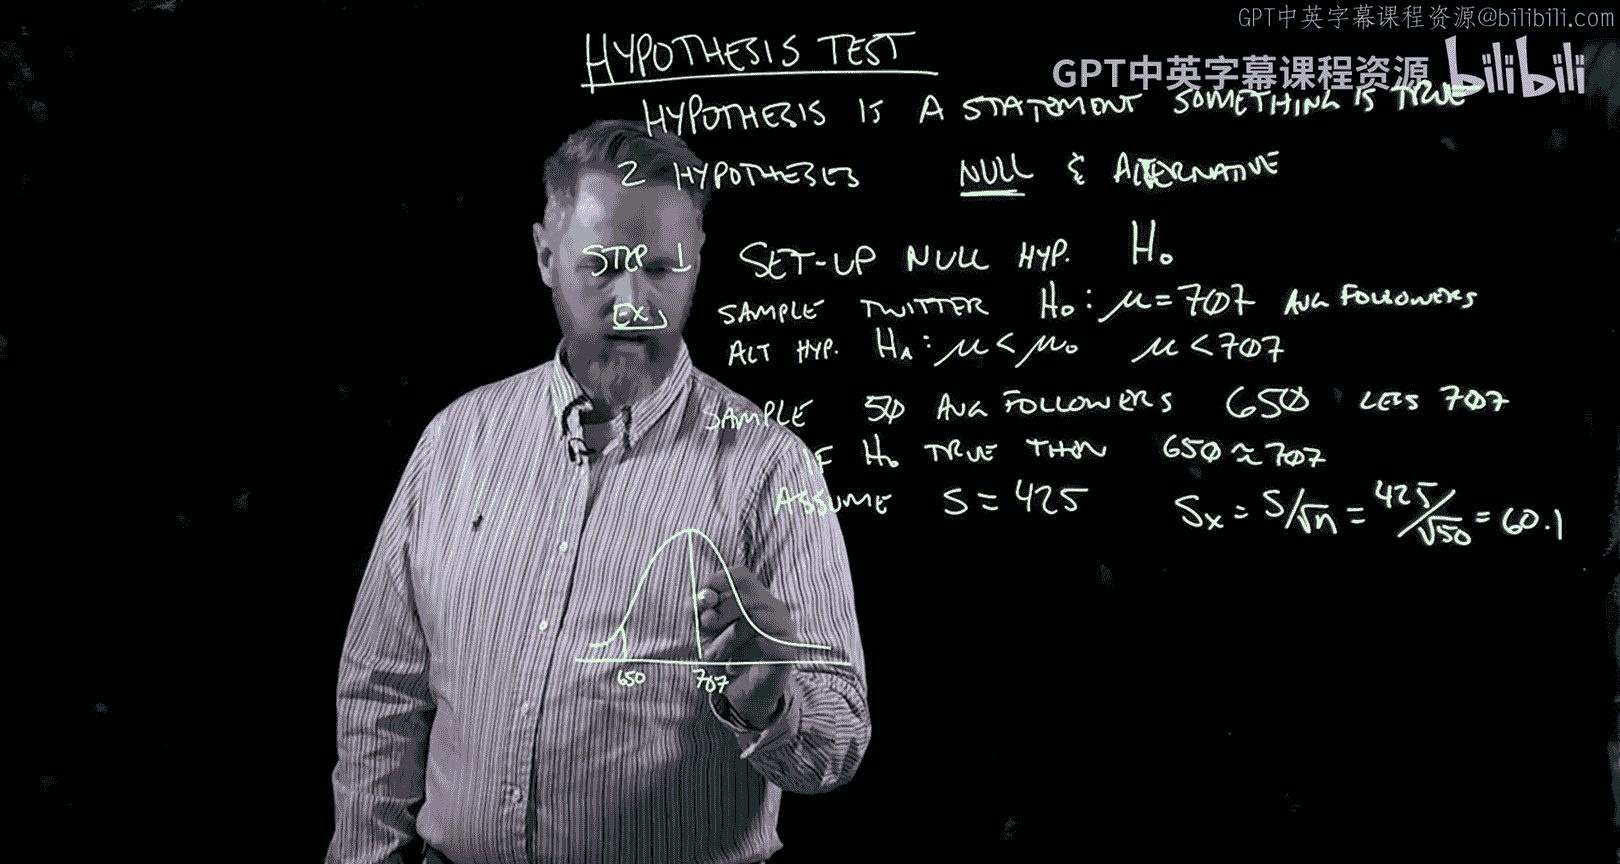 GPT中英字幕课程资源@bilibili.com
GPT中英字幕课程资源 bilibili
HYPOTHESIS TEST
HYPOTHESIS IS A STATEMENT SOMETHING IS TRUE
2 HYPOTHESES NULL & ALTERNATIVE
STEP 1 SET-UP NULL HYP. H₀
EX, SAMPLE TWITTER H₀: μ = 707 AVG FOLLOWERS
ALT HYP. Hᴀ: μ < μ₀ μ < 707
SAMPLE 50 AVG FOLLOWERS 650 LESS 707
IF H₀ TRUE THEN 650 ≈ 707
ASSUME S = 425 Sₓ = S/√n = 425/√50 = 60.1
650 707